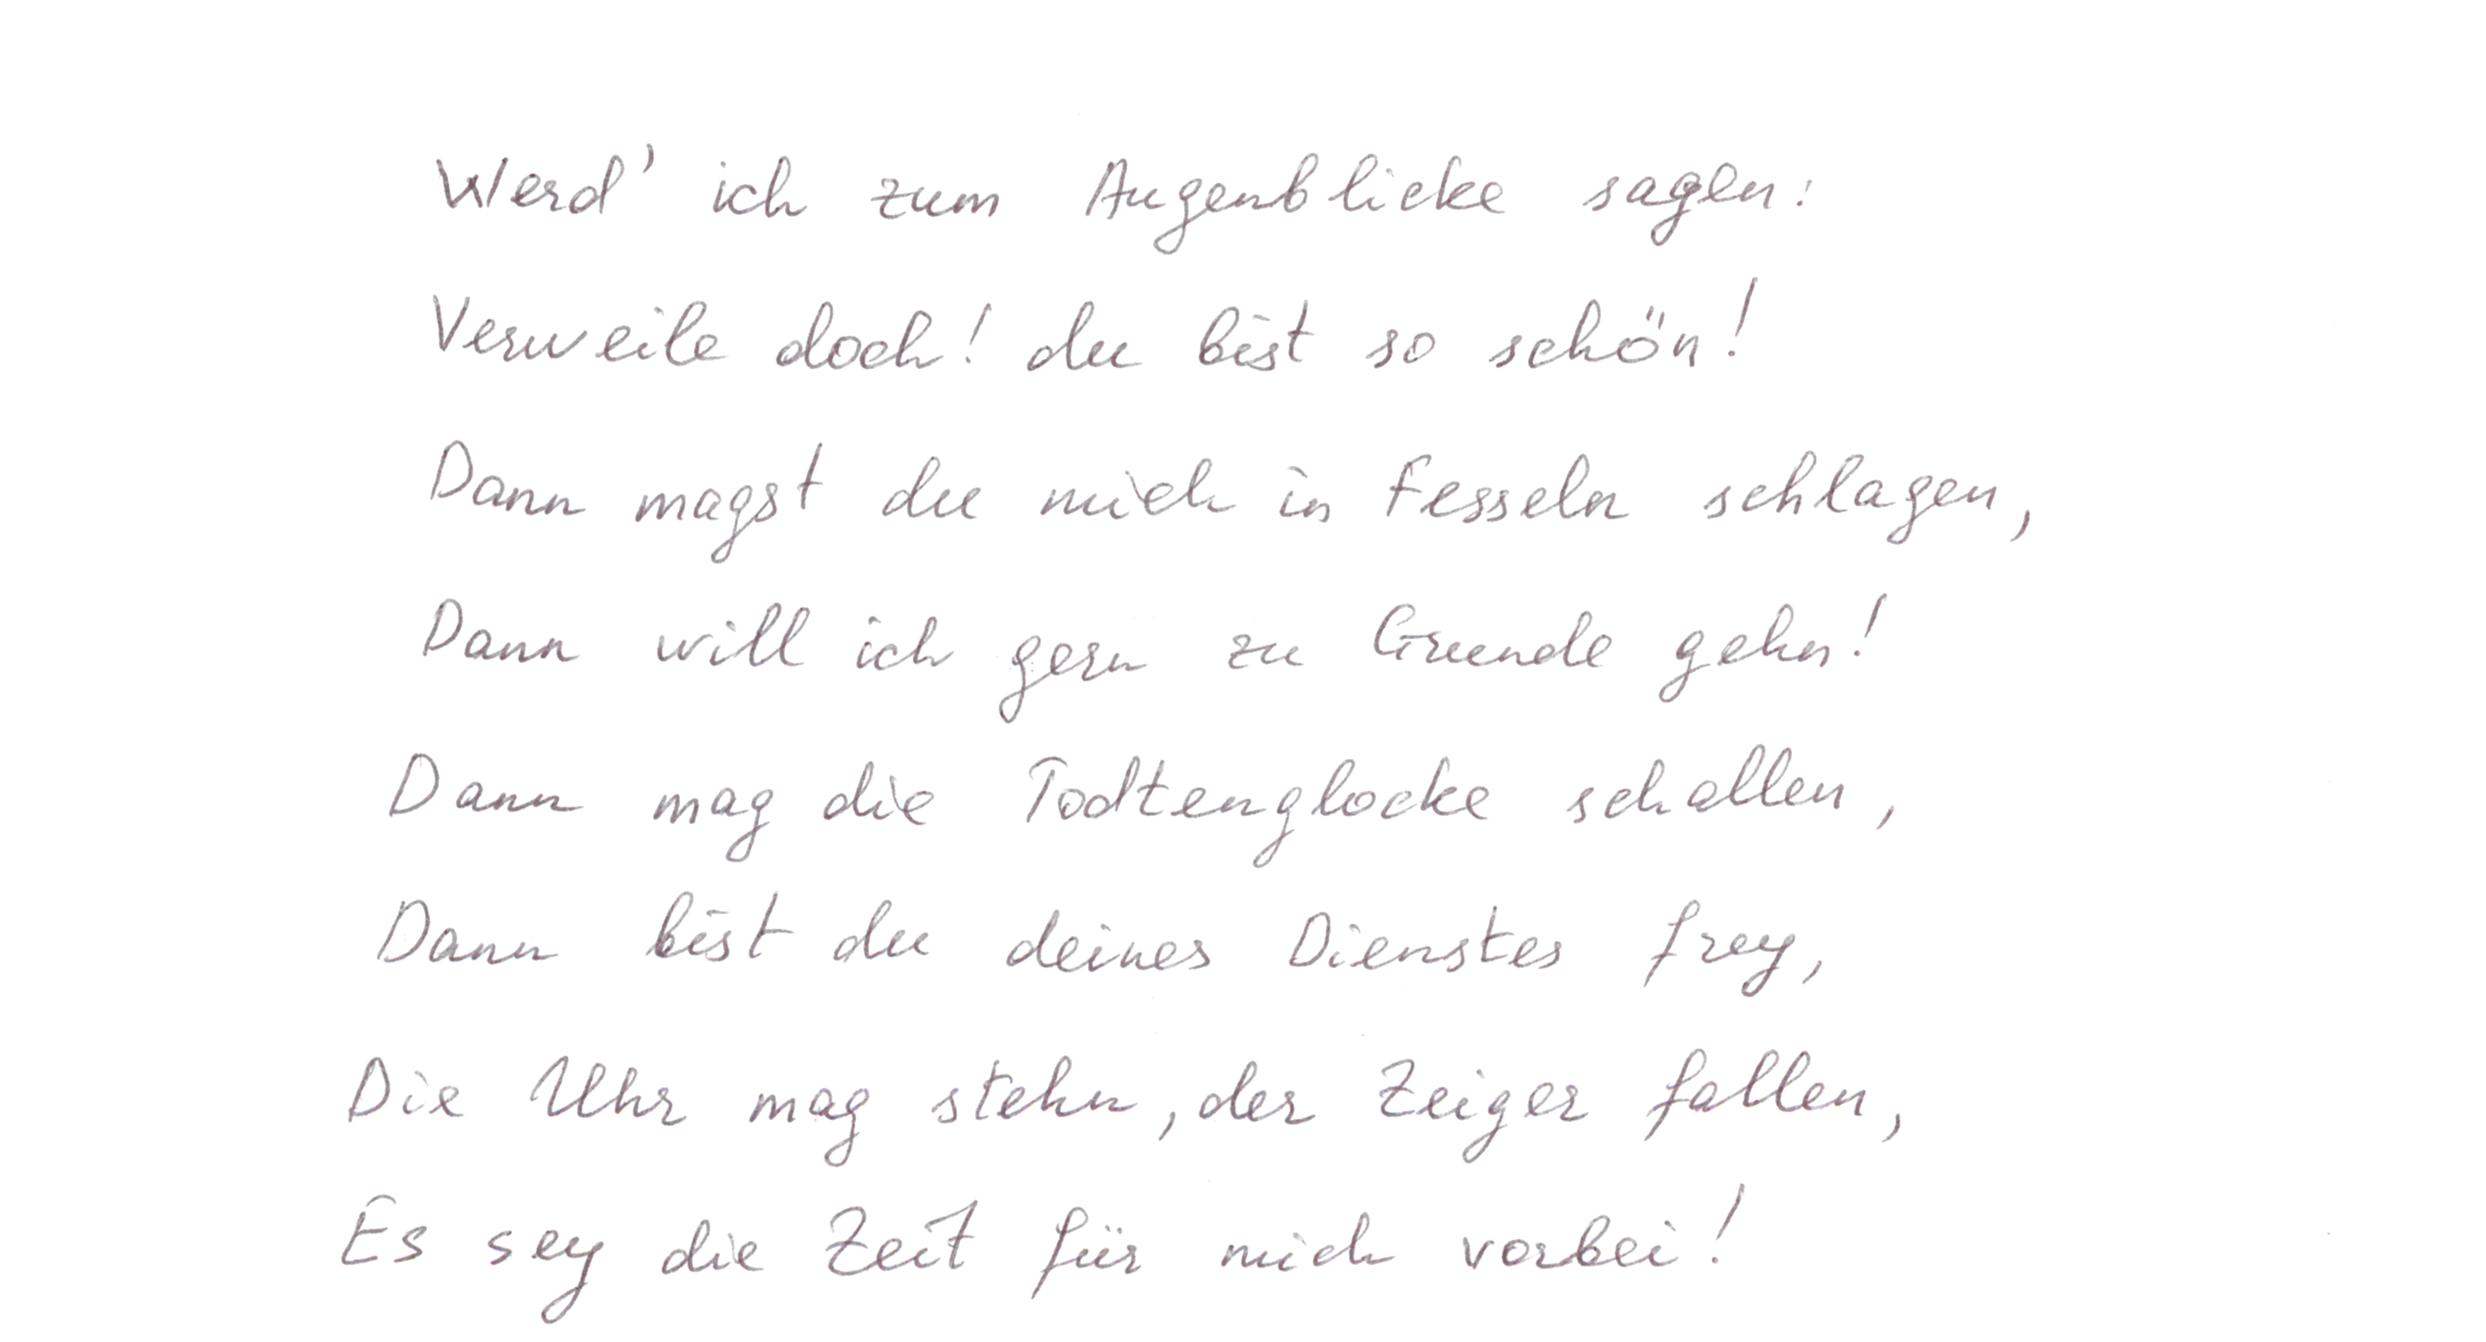 Werd' ich zum Augenblicke sagen:
Verweile doch! du bist so schön!
Dann magst du mich in Fesseln schlagen,
Dann will ich gern zu Grunde gehn!
Dann mag die Todtenglocke schallen,
Dann bist du deines Dienstes frey,
Die Uhr mag stehn, der Zeiger fallen,
Es sey die Zeit für mich vorbei!